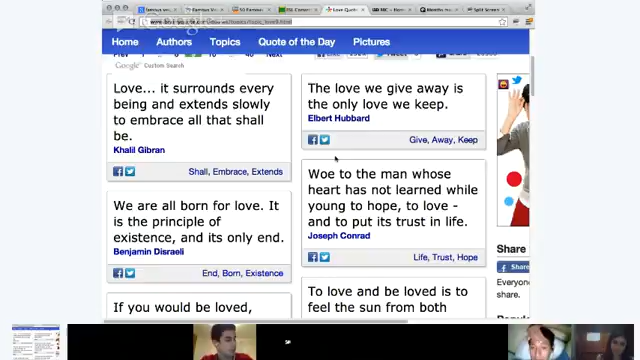 Love Quot
Split Screen
Home Authors Topics Quote of the Day Pictures
Google Custom Search
Love... it surrounds every
being and extends slowly
to embrace all that shall
be.
Khalil Gibran
Shall, Embrace, Extends
We are all born for love. It
is the principle of
existence, and its only end.
Benjamin Disraeli
End, Born, Existence
If you would be loved,
The love we give away is
the only love we keep.
Elbert Hubbard
Give, Away, Keep
Woe to the man whose
heart has not learned while
young to hope, to love -
and to put its trust in life.
Joseph Conrad
Life, Trust, Hope
To love and be loved is to
feel the sun from both
Share
Share
Everyone
share.
SP